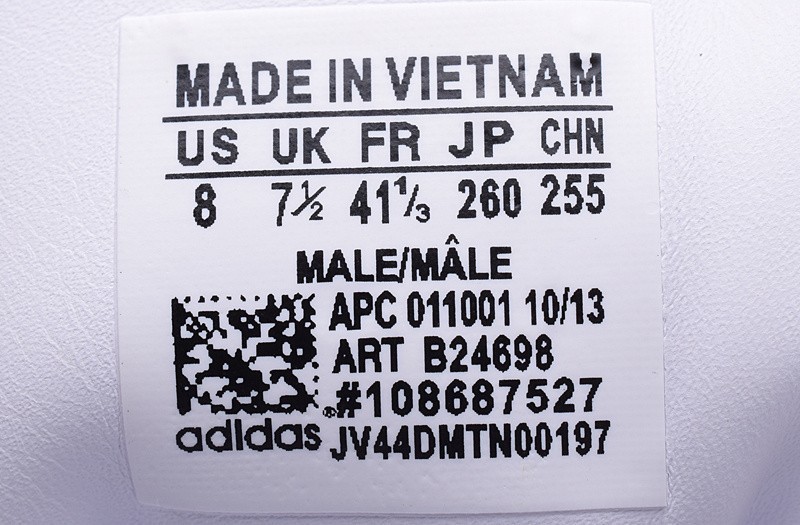 MADE IN VIETNAM
US UK FR JP CHN
8 7½ 41⅓ 260 255
MALE/MÂLE
APC 011001 10/13
ART B24698
#108687527
adidas® JV44DMTN00197